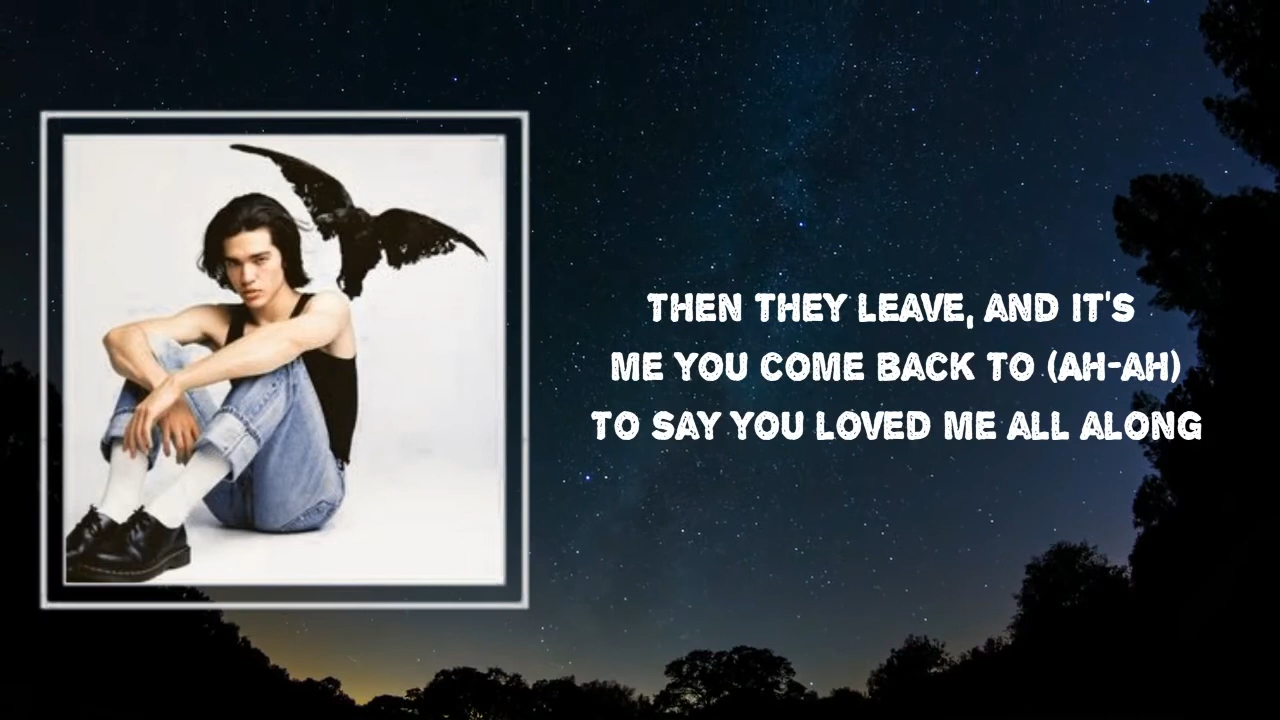 THEN THEY LEAVE, AND IT'S
ME YOU COME BACK TO (AH-AH)
TO SAY YOU LOVED ME ALL ALONG